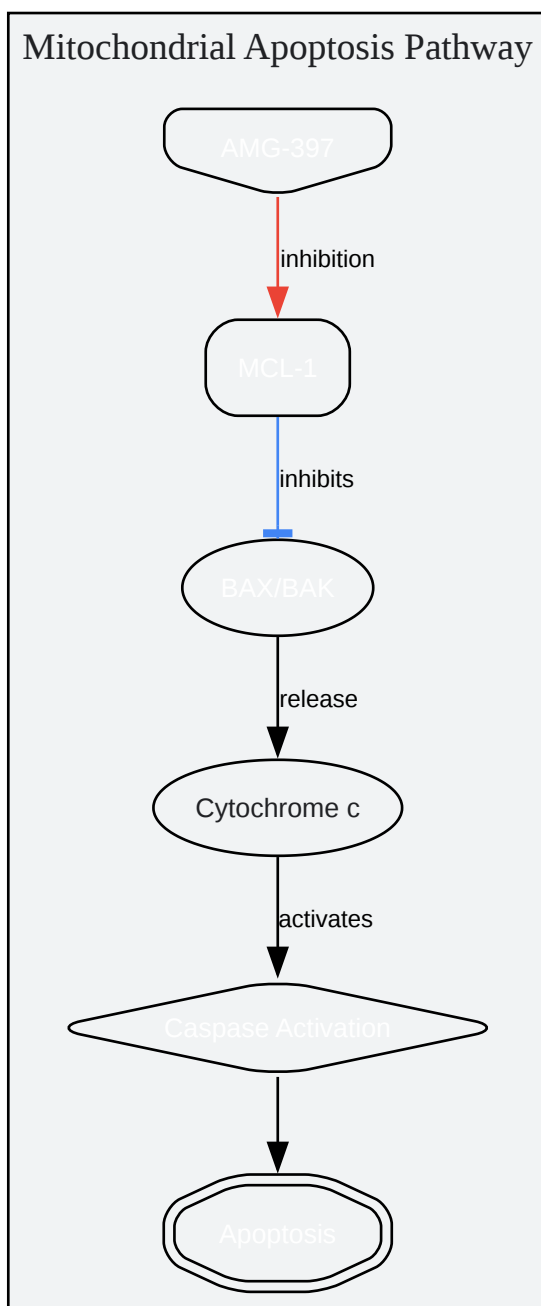 Mitochondrial Apoptosis Pathway
AMG-397
inhibition
MCL-1
inhibits
BAX/BAK
release
Cytochrome c
activates
Caspase Activation
Apoptosis